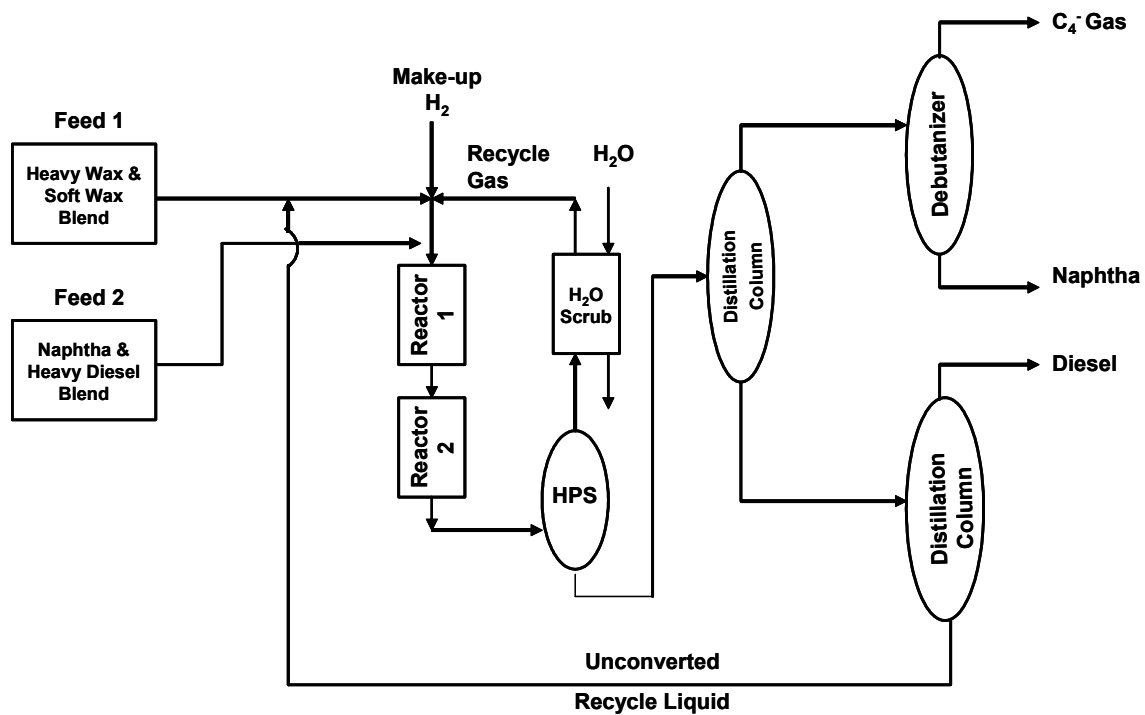 C₄⁻ Gas
Make-up
H₂
Feed 1
Heavy Wax &
Soft Wax
Blend
Recycle
Gas
H₂O
Debutanizer
Distillation
Column
Naphtha
Feed 2
Naphtha &
Heavy Diesel
Blend
Reactor
1
H₂O
Scrub
Diesel
Reactor
2
HPS
Distillation
Column
Unconverted
Recycle Liquid